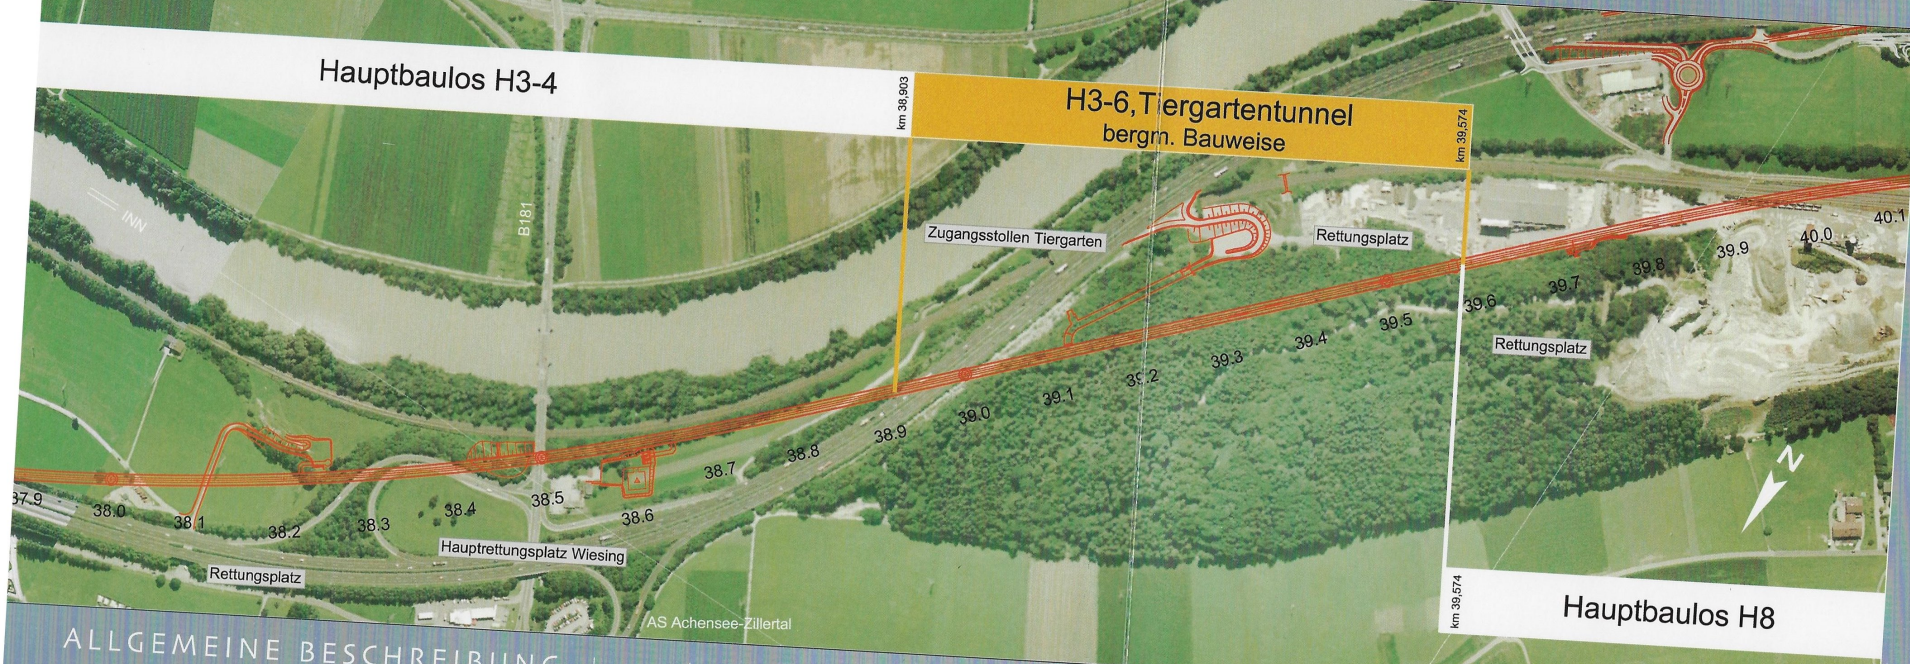 Hauptbaulos H3-4
km 38,903
H3-6,Tiergartentunnel
bergm. Bauweise
km 39,574
INN
B181
Zugangsstollen Tiergarten
Rettungsplatz
40.1
40.0
39.9
39.8
39.7
39.6
39.5
39.4
39.3
39.2
39.1
39.0
38.9
38.8
38.7
38.6
38.5
38.4
38.3
38.2
38.1
38.0
37.9
Rettungsplatz
N
Hauptrettungsplatz Wiesing
Rettungsplatz
AS Achensee-Zillertal
km 39,574
Hauptbaulos H8
ALLGEMEINE BESCHREIBUNG